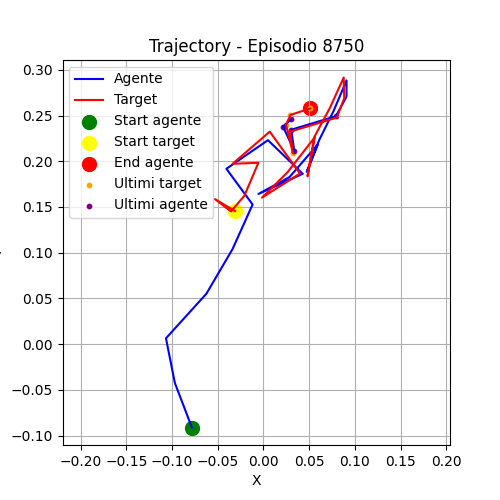 Trajectory - Episodio 8750
Agente
Target
Start agente
Start target
End agente
Ultimi target
Ultimi agente
0.30
0.25
0.20
0.15
0.10
0.05
0.00
−0.05
−0.10
−0.20 −0.15 −0.10 −0.05 0.00 0.05 0.10 0.15 0.20
X